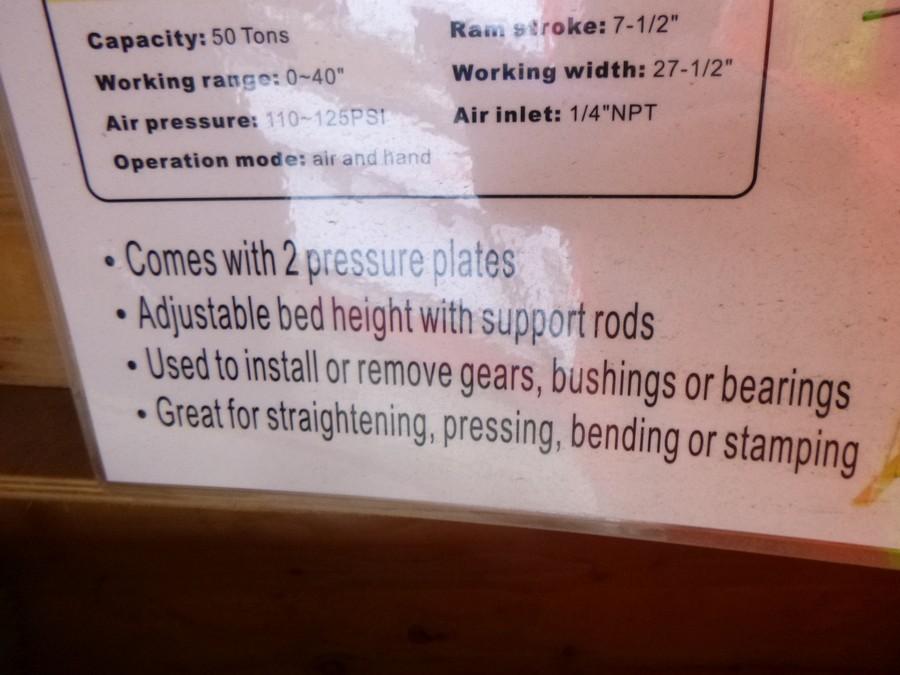 Capacity: 50 Tons
Ram stroke: 7-1/2"
Working range: 0~40"
Working width: 27-1/2"
Air pressure: 110~125PSI
Air inlet: 1/4"NPT
Operation mode: air and hand
• Comes with 2 pressure plates
• Adjustable bed height with support rods
• Used to install or remove gears, bushings or bearings
• Great for straightening, pressing, bending or stamping